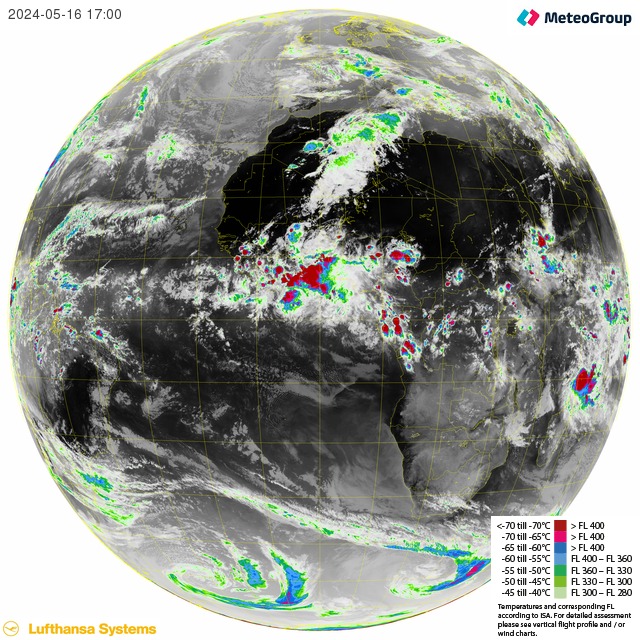 2024-05-16 17:00
MeteoGroup
<-70 till -70°C > FL 400
-70 till -65°C > FL 400
-65 till -60°C > FL 400
-60 till -55°C FL 400 – FL 360
-55 till -50°C FL 360 – FL 330
-50 till -45°C FL 330 – FL 300
-45 till -40°C FL 300 – FL 280
Temperatures and corresponding FL
according to ISA. For detailed assessment
please see vertical flight profile and / or
wind charts.
Lufthansa Systems